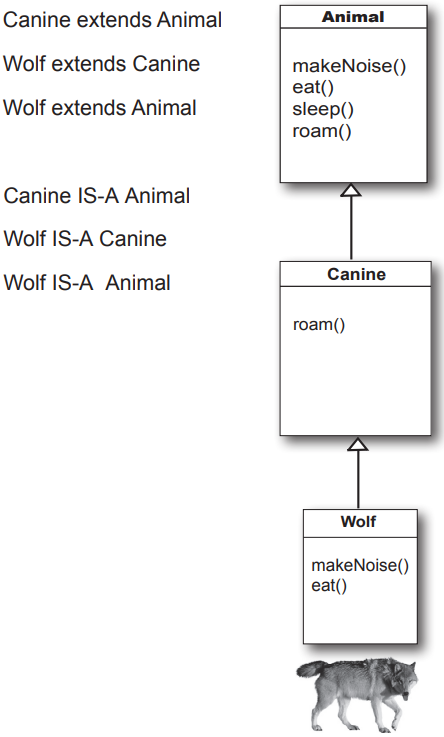 Canine extends Animal
Wolf extends Canine
Wolf extends Animal
Canine IS-A Animal
Wolf IS-A Canine
Wolf IS-A Animal
Animal
makeNoise()
eat()
sleep()
roam()
Canine
roam()
Wolf
makeNoise()
eat()